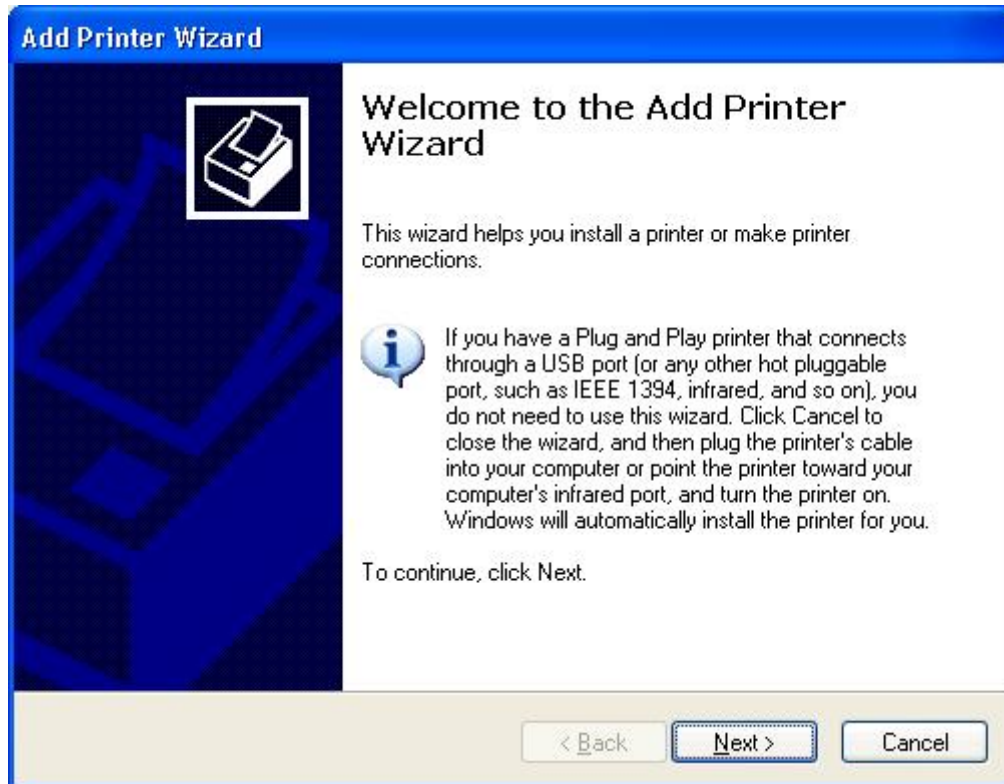 Add Printer Wizard
Welcome to the Add Printer
Wizard
This wizard helps you install a printer or make printer
connections.
If you have a Plug and Play printer that connects
through a USB port (or any other hot pluggable
port, such as IEEE 1394, infrared, and so on), you
do not need to use this wizard. Click Cancel to
close the wizard, and then plug the printer's cable
into your computer or point the printer toward your
computer's infrared port, and turn the printer on.
Windows will automatically install the printer for you.
To continue, click Next.
< Back Next > Cancel